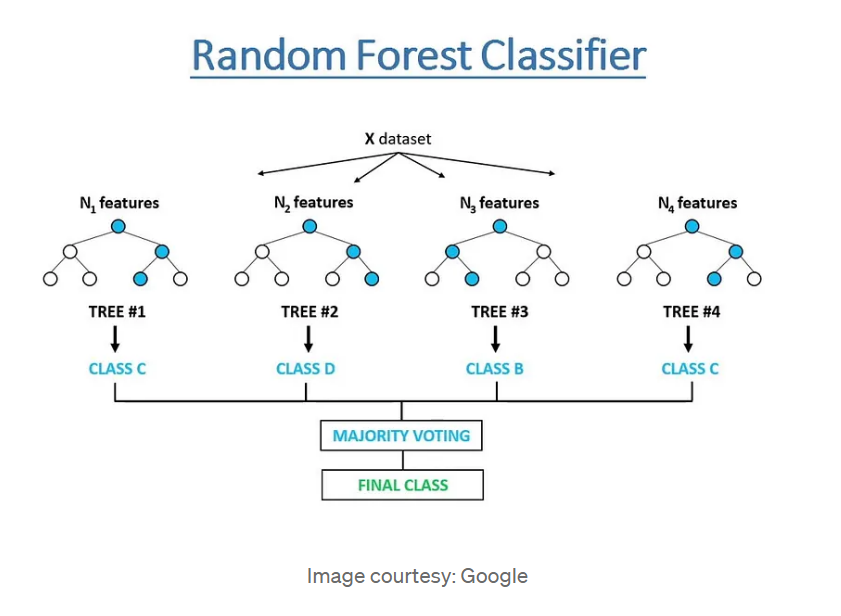 Random Forest Classifier
X dataset
N₁ features
N₂ features
N₃ features
N₄ features
TREE #1
TREE #2
TREE #3
TREE #4
CLASS C
CLASS D
CLASS B
CLASS C
MAJORITY VOTING
FINAL CLASS
Image courtesy: Google